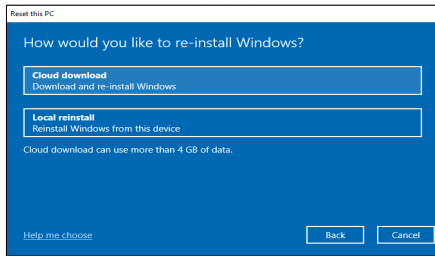 Reset this PC
How would you like to re-install Windows?
Cloud download
Download and re-install Windows
Local reinstall
Reinstall Windows from this device
Cloud download can use more than 4 GB of data.
Help me choose
Back
Cancel